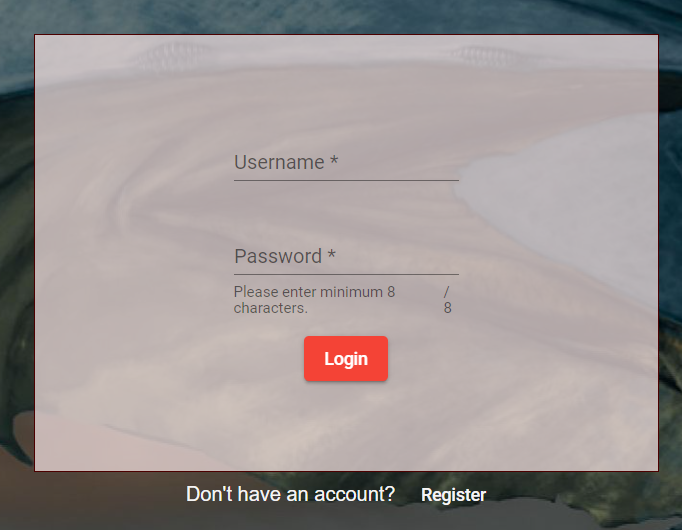 Username *
Password *
Please enter minimum 8 /
characters. 8
Login
Don't have an account? Register